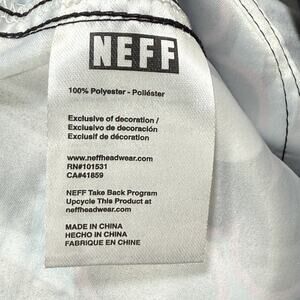 NEFF
100% Polyester - Poliéster
Exclusive of decoration /
Exclusivo de decoración /
Exclusif de décoration
www.neffheadwear.com
RN#101531
CA#41859
NEFF Take Back Program
Upcycle This Product at
neffheadwear.com
MADE IN CHINA
HECHO EN CHINA
FABRIQUE EN CHINE